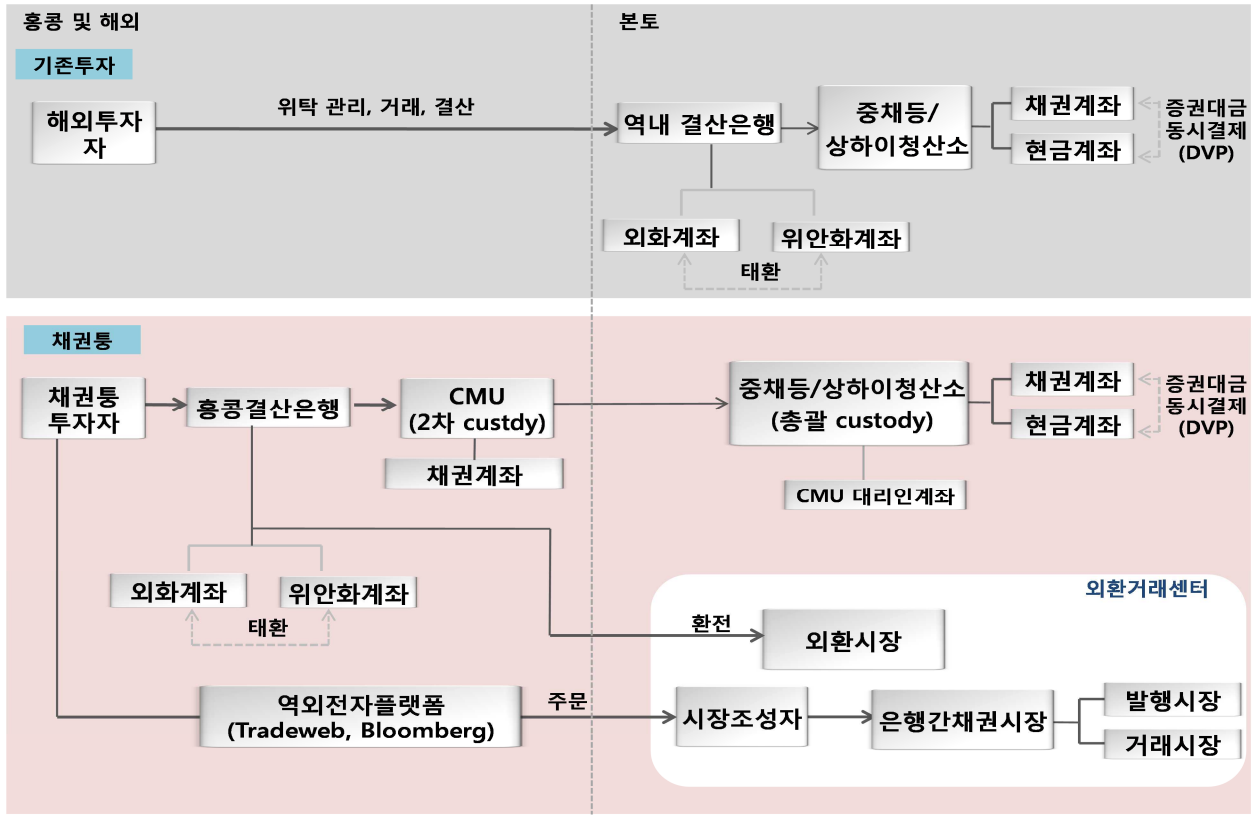 홍콩 및 해외
본토
기존투자
해외투자
자
위탁 관리, 거래, 결산
역내 결산은행
중채등/
상하이청산소
채권계좌
현금계좌
증권대금
동시결제
(DVP)
외화계좌
위안화계좌
태환
채권퉁
채권퉁
투자자
홍콩결산은행
CMU
(2차 custdy)
채권계좌
중채등/상하이청산소
(총괄 custody)
채권계좌
현금계좌
증권대금
동시결제
(DVP)
CMU 대리인계좌
외화계좌
위안화계좌
태환
외환거래센터
환전
외환시장
역외전자플랫폼
(Tradeweb, Bloomberg)
주문
시장조성자
은행간채권시장
발행시장
거래시장